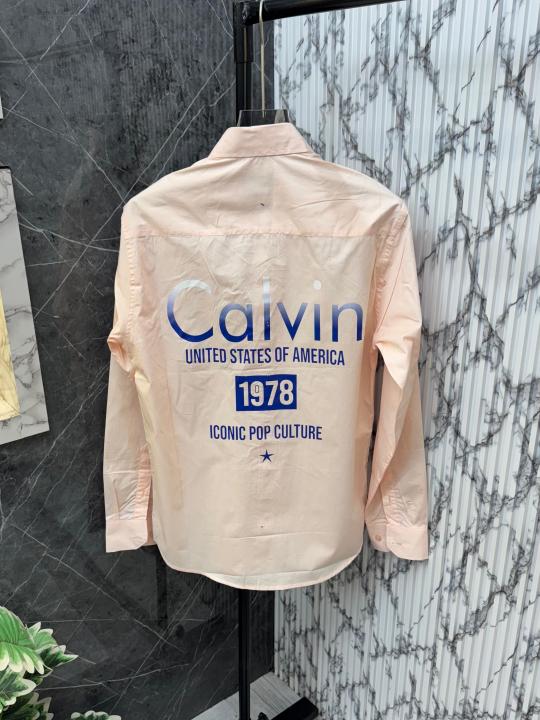 Calvin
UNITED STATES OF AMERICA
1978
ICONIC POP CULTURE